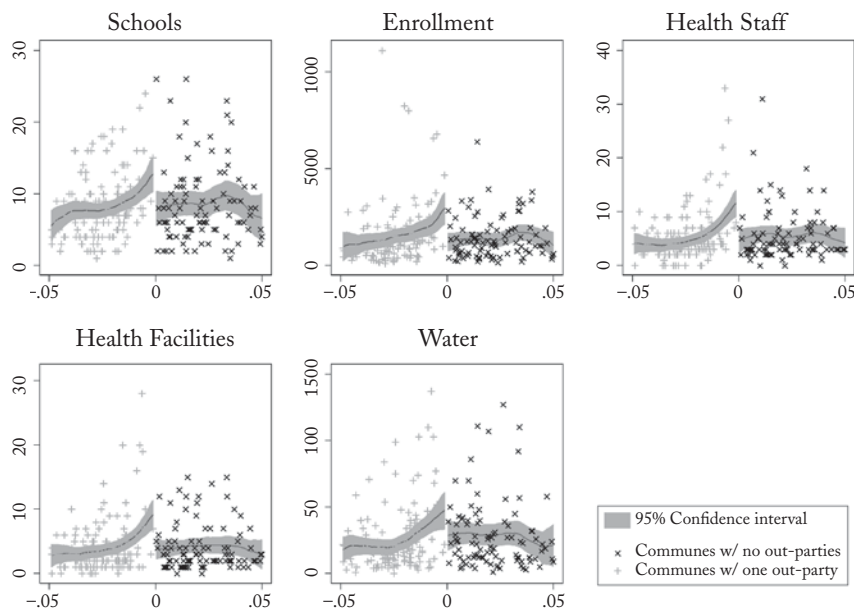 Schools
30
20
10
0
-.05 0 .05
Enrollment
1000
5000
0
−.05 0 .05
Health Staff
40
30
20
10
0
−.05 0 .05
Health Facilities
30
20
10
0
−.05 0 .05
Water
1500
100
50
0
−.05 0 .05
95% Confidence interval
Communes w/ no out-parties
Communes w/ one out-party